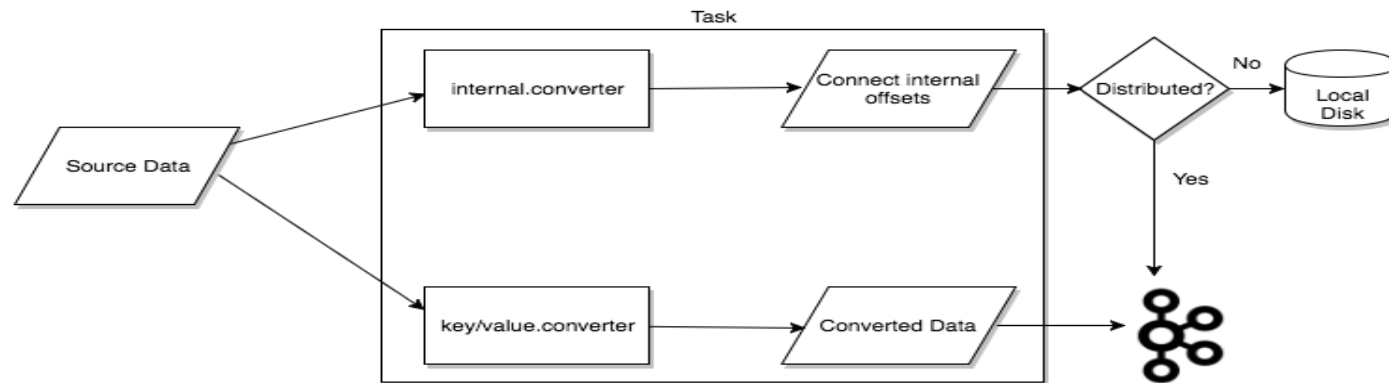 Task
internal.converter
Connect internal
offsets
Distributed?
No
Local
Disk
Source Data
Yes
key/value.converter
Converted Data